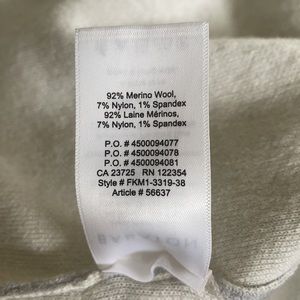 92% Merino Wool,
7% Nylon, 1% Spandex
92% Laine Mérinos,
7% Nylon, 1% Spandex
P.O. # 4500094077
P.O. # 4500094078
P.O. # 4500094081
CA 23725 RN 122354
Style # FKM1-3319-38
Article # 56637